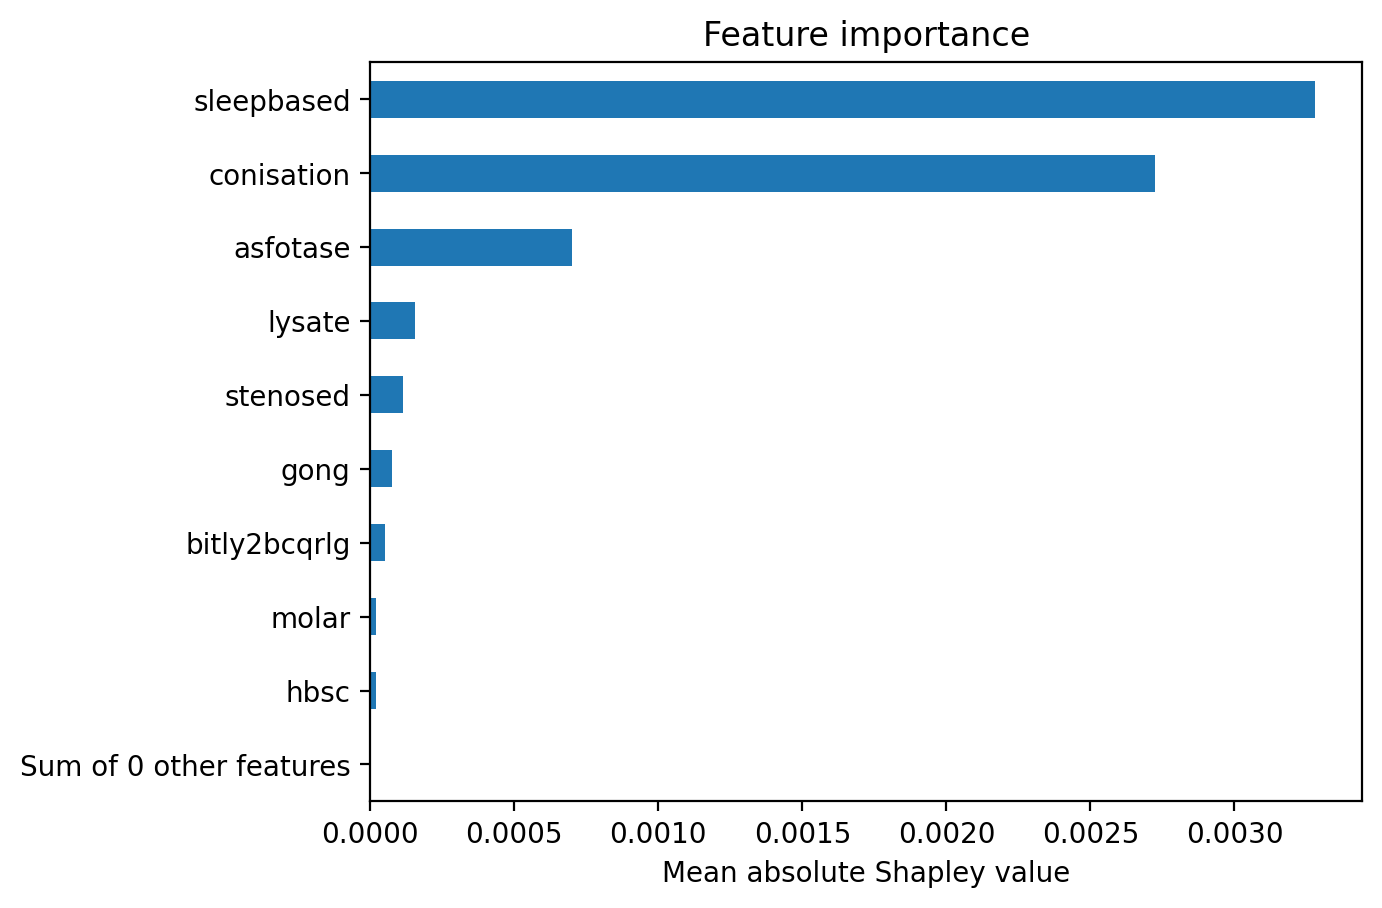 Feature importance
sleepbased
conisation
asfotase
lysate
stenosed
gong
bitly2bcqrlg
molar
hbsc
Sum of 0 other features
0.0000 0.0005 0.0010 0.0015 0.0020 0.0025 0.0030
Mean absolute Shapley value